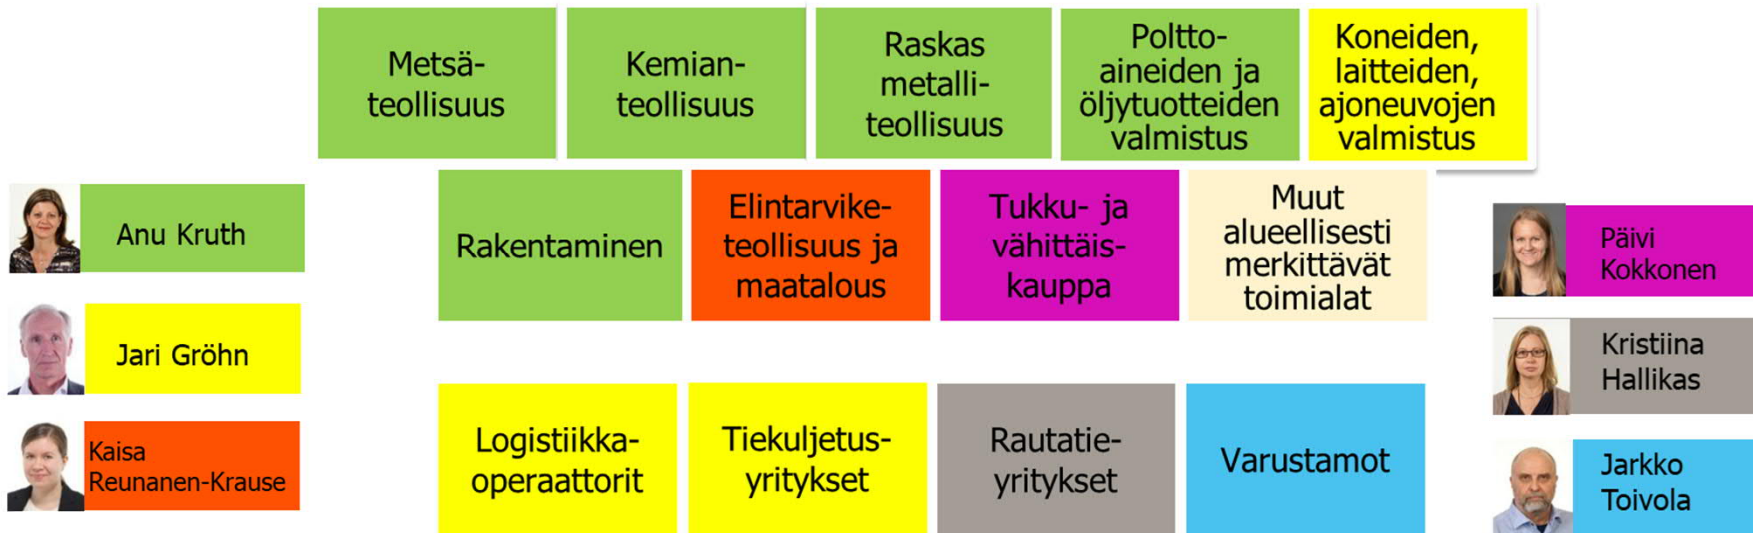 Metsä-
teollisuus
Kemian-
teollisuus
Raskas
metalli-
teollisuus
Poltto-
aineiden ja
öljytuotteiden
valmistus
Koneiden,
laitteiden,
ajoneuvojen
valmistus
Anu Kruth
Jari Gröhn
Kaisa
Reunanen-Krause
Rakentaminen
Elintarvike-
teollisuus ja
maatalous
Tukku- ja
vähittäis-
kauppa
Muut
alueellisesti
merkittävät
toimialat
Logistiikka-
operaattorit
Tiekuljetus-
yritykset
Rautatie-
yritykset
Varustamot
Päivi
Kokkonen
Kristiina
Hallikas
Jarkko
Toivola